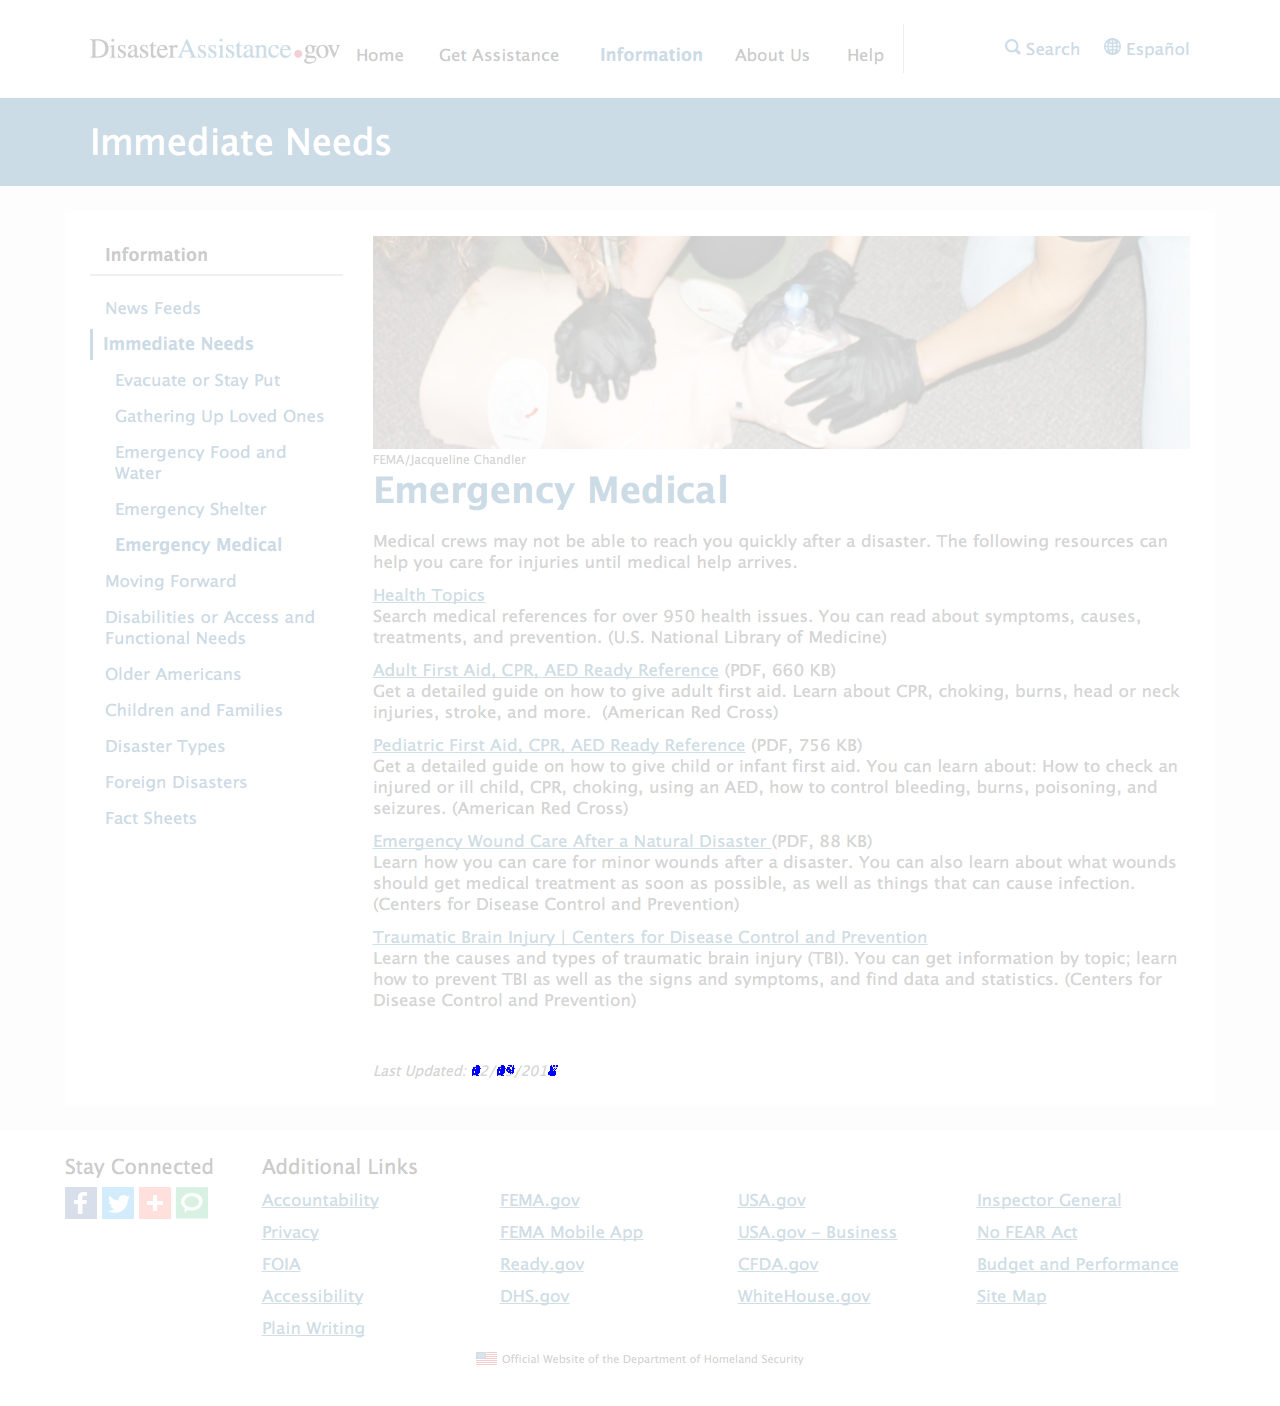 DisasterAssistance.gov Home Get Assistance Information About Us Help Search Español
Immediate Needs
Information
News Feeds
Immediate Needs
Evacuate or Stay Put
Gathering Up Loved Ones
Emergency Food and
Water
Emergency Shelter
Emergency Medical
Moving Forward
Disabilities or Access and
Functional Needs
Older Americans
Children and Families
Disaster Types
Foreign Disasters
Fact Sheets
FEMA/Jacqueline Chandler
Emergency Medical
Medical crews may not be able to reach you quickly after a disaster. The following resources can
help you care for injuries until medical help arrives.
Health Topics
Search medical references for over 950 health issues. You can read about symptoms, causes,
treatments, and prevention. (U.S. National Library of Medicine)
Adult First Aid, CPR, AED Ready Reference (PDF, 660 KB)
Get a detailed guide on how to give adult first aid. Learn about CPR, choking, burns, head or neck
injuries, stroke, and more. (American Red Cross)
Pediatric First Aid, CPR, AED Ready Reference (PDF, 756 KB)
Get a detailed guide on how to give child or infant first aid. You can learn about: How to check an
injured or ill child, CPR, choking, using an AED, how to control bleeding, burns, poisoning, and
seizures. (American Red Cross)
Emergency Wound Care After a Natural Disaster (PDF, 88 KB)
Learn how you can care for minor wounds after a disaster. You can also learn about what wounds
should get medical treatment as soon as possible, as well as things that can cause infection.
(Centers for Disease Control and Prevention)
Traumatic Brain Injury | Centers for Disease Control and Prevention
Learn the causes and types of traumatic brain injury (TBI). You can get information by topic; learn
how to prevent TBI as well as the signs and symptoms, and find data and statistics. (Centers for
Disease Control and Prevention)
Last Updated:
Stay Connected
Additional Links
Accountability FEMA.gov USA.gov Inspector General
Privacy FEMA Mobile App USA.gov - Business No FEAR Act
FOIA Ready.gov CFDA.gov Budget and Performance
Accessibility DHS.gov WhiteHouse.gov Site Map
Plain Writing
Official Website of the Department of Homeland Security